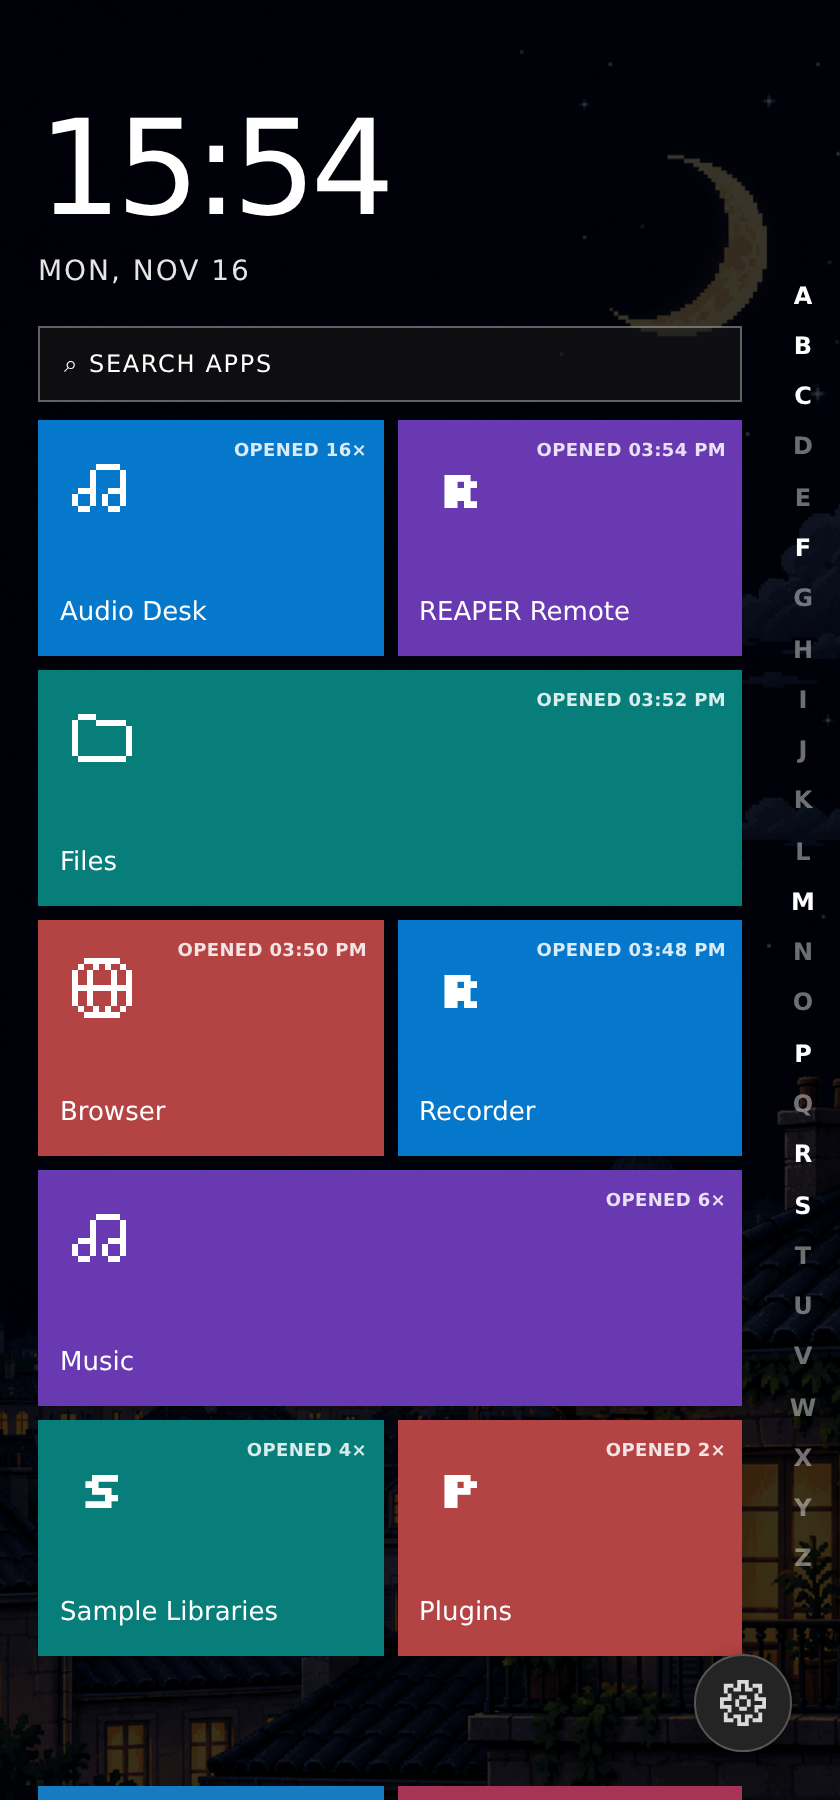 15:54
MON, NOV 16
⌕ SEARCH APPS
OPENED 16×
Audio Desk
OPENED 03:54 PM
R
REAPER Remote
OPENED 03:52 PM
Files
OPENED 03:50 PM
Browser
OPENED 03:48 PM
R
Recorder
OPENED 6×
Music
OPENED 4×
S
Sample Libraries
OPENED 2×
P
Plugins
A
B
C
D
E
F
G
H
I
J
K
L
M
N
O
P
Q
R
S
T
U
V
W
X
Y
Z